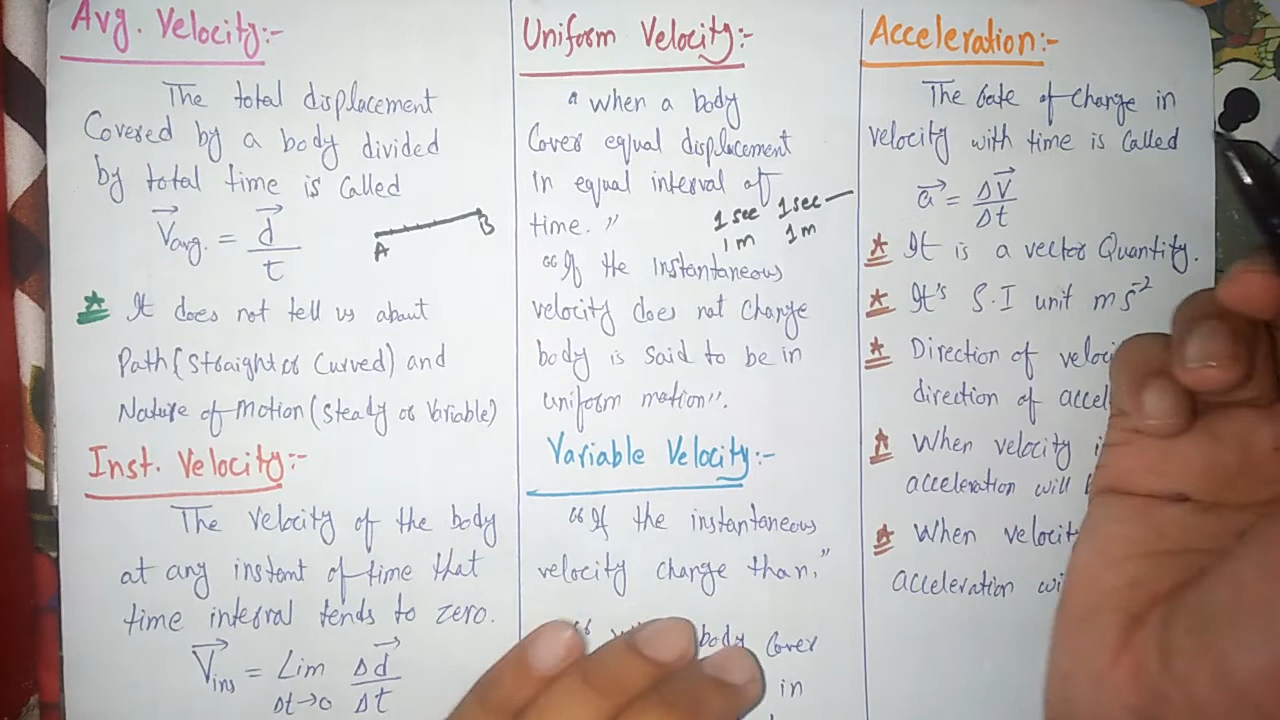 Avg. Velocity:-
The total displacement
Covered by a body divided
by total time is called
V⃗avg. = d⃗ / t
A B
It does not tell us about
Path (Straight or Curved) and
Nature of Motion (Steady or Variable)
Inst. Velocity:-
The velocity of the body
at any instant of time that
time interval tends to zero.
V⃗ins = Lim Δt→0 Δd⃗ / Δt
Uniform Velocity:-
" when a body
Cover equal displacement
in equal interval of
time."
1 sec 1 sec
1 m 1 m
"If the instantaneous
velocity does not change
body is said to be in
uniform motion".
Variable Velocity:-
"If the instantaneous
velocity change than."
body Cover
in
Acceleration:-
The Rate of Change in
velocity with time is Called
a⃗ = ΔV⃗ / Δt
It is a vector Quantity.
It's S.I unit ms⁻²
Direction of
direction of
When velocity
acceleration will
When
acceleration